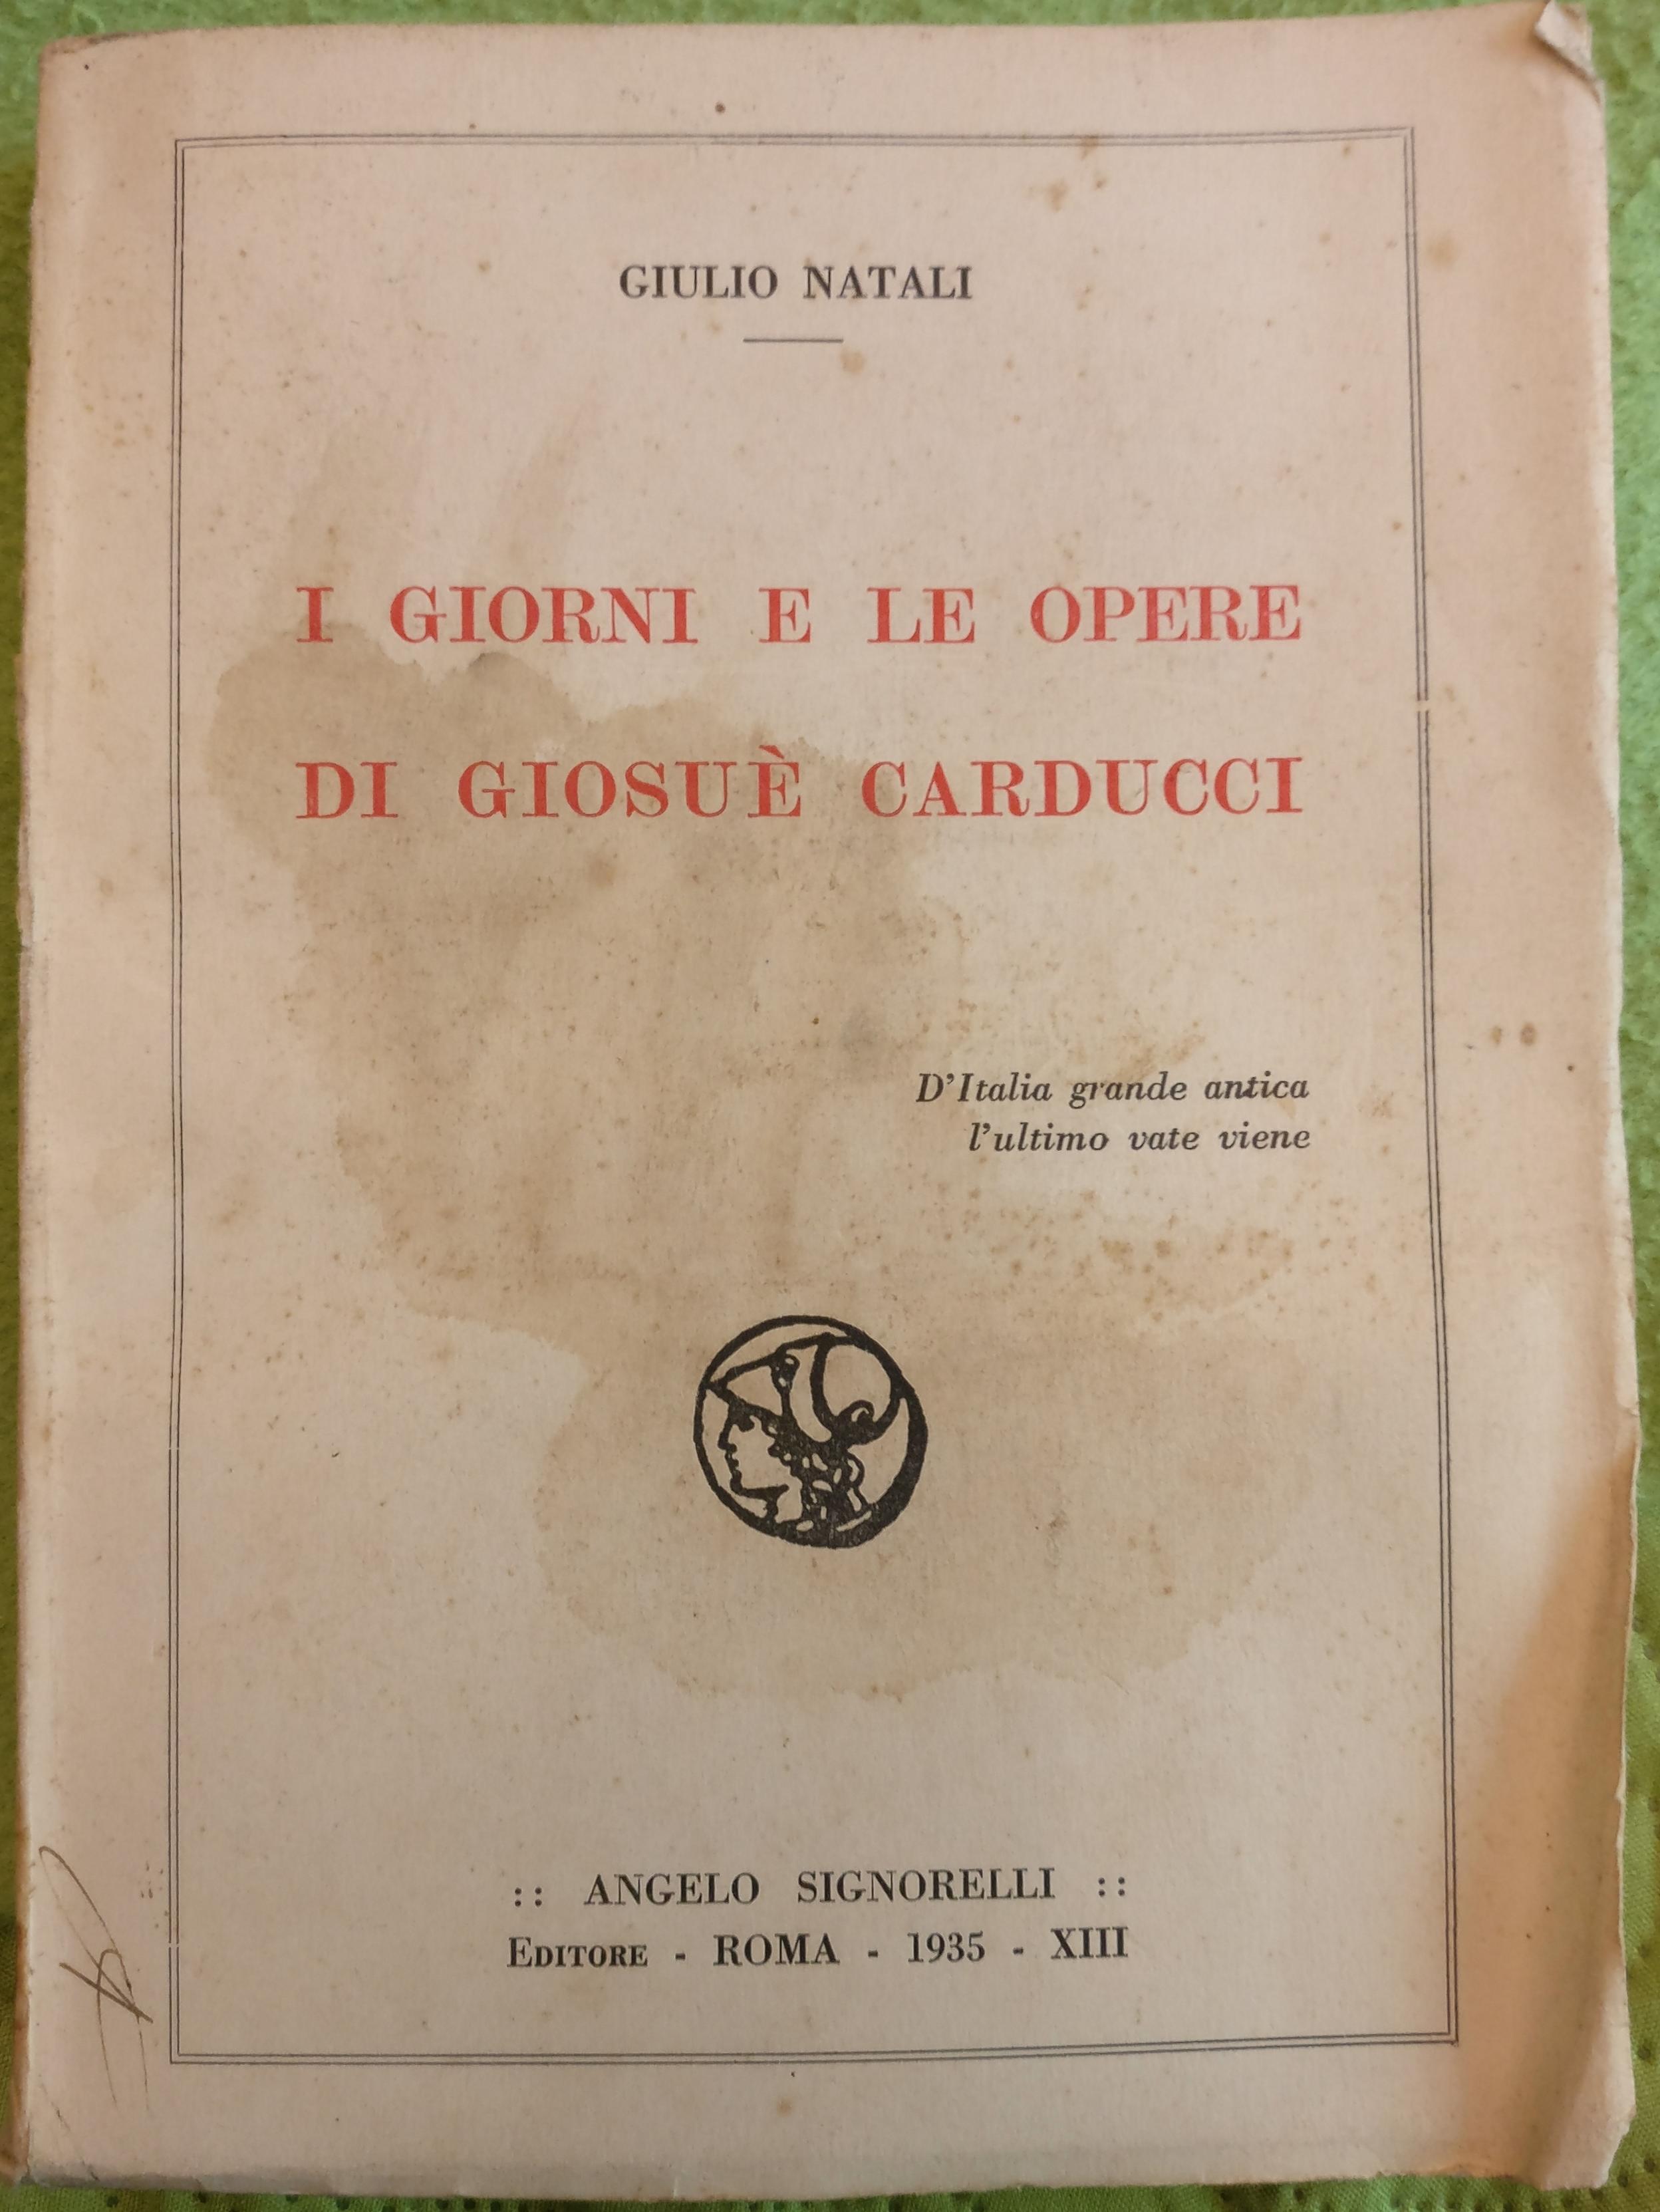 GIULIO NATALI
I GIORNI E LE OPERE
DI GIOSUÈ CARDUCCI
D'Italia grande antica
l'ultimo vate viene
:: ANGELO SIGNORELLI ::
EDITORE - ROMA - 1935 - XIII